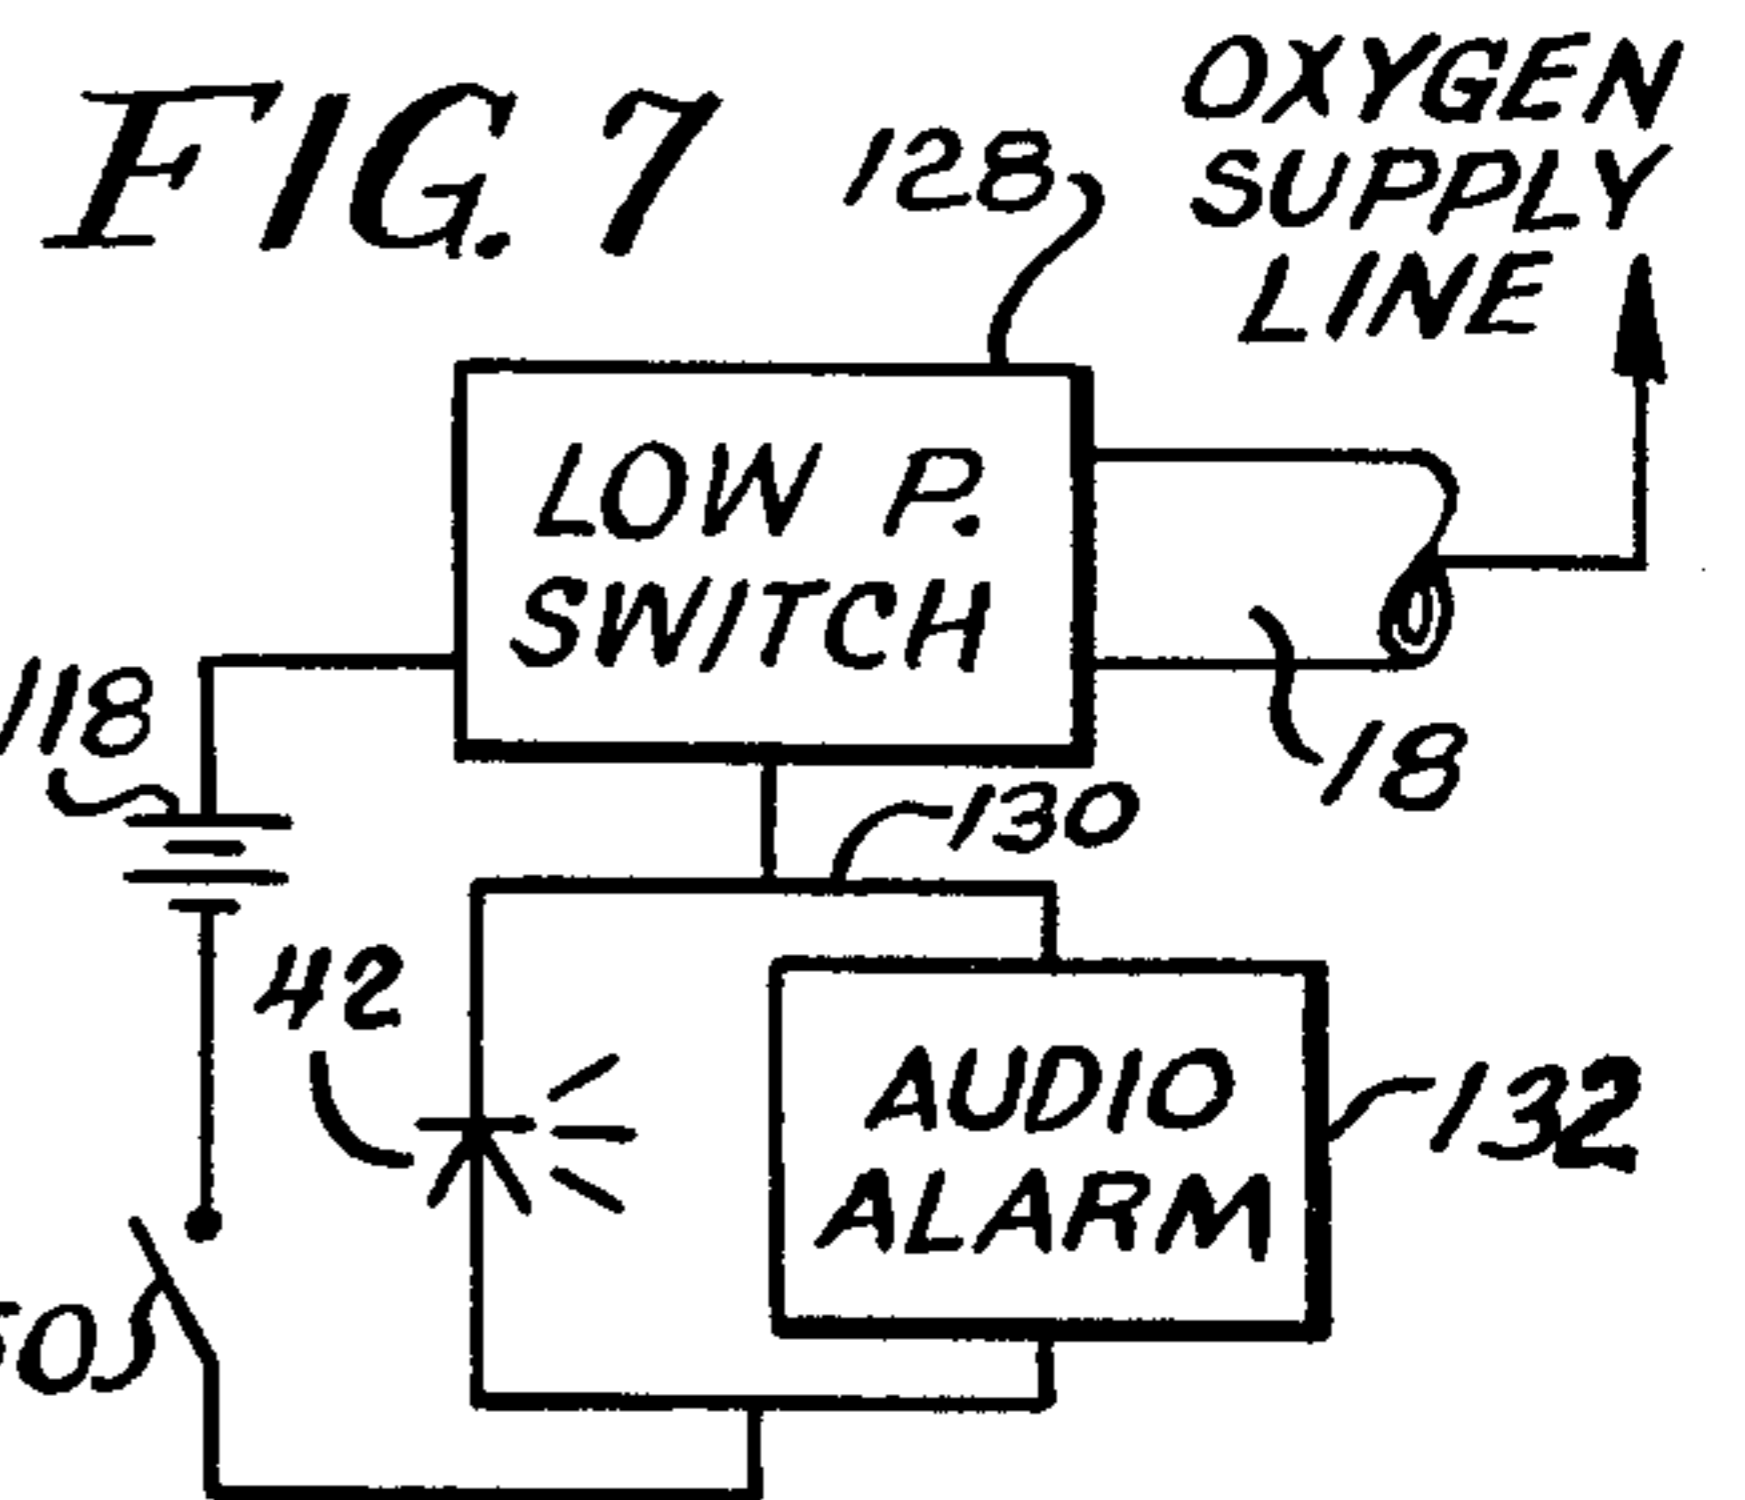 FIG. 7
128
OXYGEN
SUPPLY
LINE
LOW P.
SWITCH
118
18
130
42
AUDIO
ALARM
132